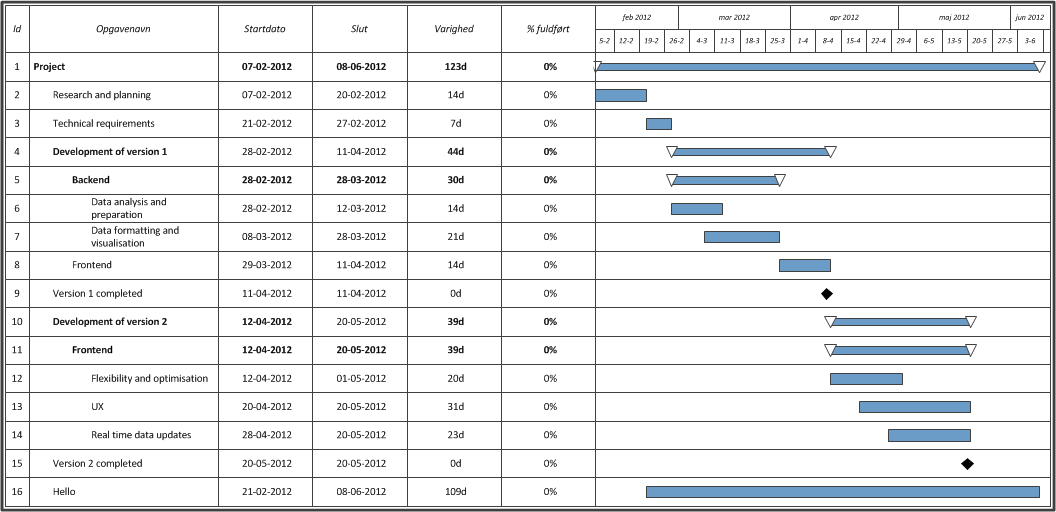 Id Opgavenavn Startdato Slut Varighed % fuldført feb 2012 mar 2012 apr 2012 maj 2012 jun 2012
5-2 12-2 19-2 26-2 4-3 11-3 18-3 25-3 1-4 8-4 15-4 22-4 29-4 6-5 13-5 20-5 27-5 3-6
1 Project 07-02-2012 08-06-2012 123d 0%
2 Research and planning 07-02-2012 20-02-2012 14d 0%
3 Technical requirements 21-02-2012 27-02-2012 7d 0%
4 Development of version 1 28-02-2012 11-04-2012 44d 0%
5 Backend 28-02-2012 28-03-2012 30d 0%
6 Data analysis and
preparation 28-02-2012 12-03-2012 14d 0%
7 Data formatting and
visualisation 08-03-2012 28-03-2012 21d 0%
8 Frontend 29-03-2012 11-04-2012 14d 0%
9 Version 1 completed 11-04-2012 11-04-2012 0d 0%
10 Development of version 2 12-04-2012 20-05-2012 39d 0%
11 Frontend 12-04-2012 20-05-2012 39d 0%
12 Flexibility and optimisation 12-04-2012 01-05-2012 20d 0%
13 UX 20-04-2012 20-05-2012 31d 0%
14 Real time data updates 28-04-2012 20-05-2012 23d 0%
15 Version 2 completed 20-05-2012 20-05-2012 0d 0%
16 Hello 21-02-2012 08-06-2012 109d 0%